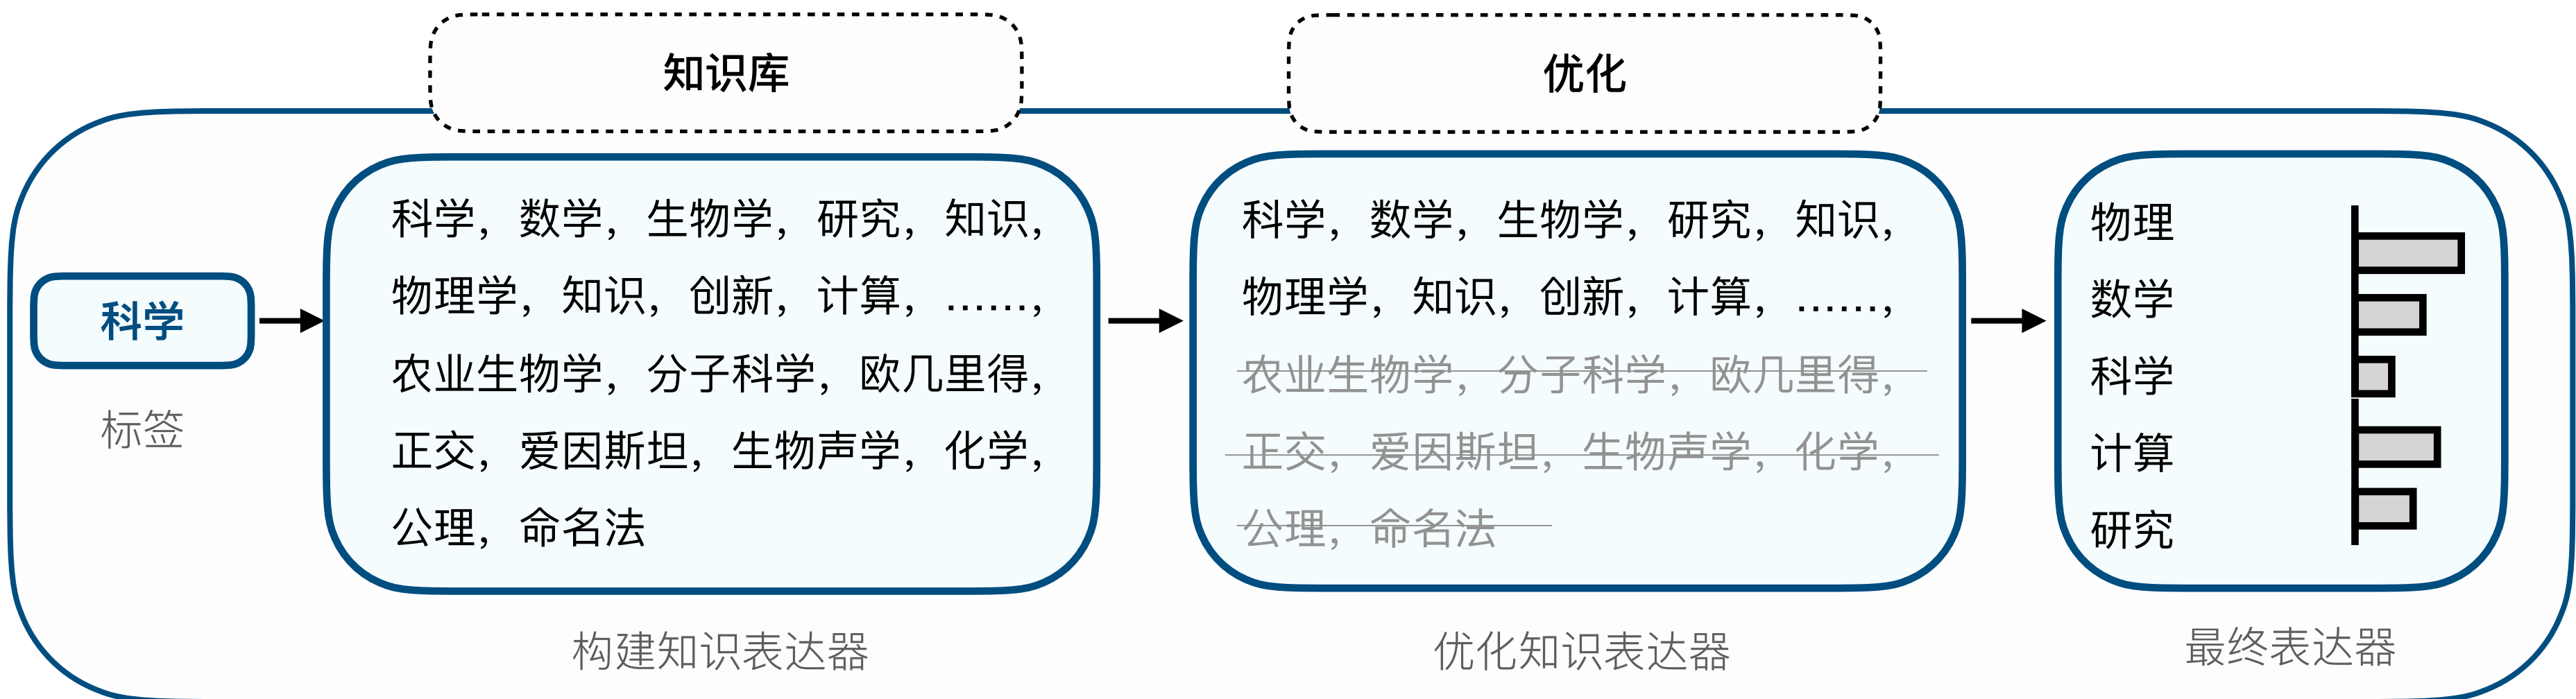 知识库
优化
科学
标签
科学，数学，生物学，研究，知识，
物理学，知识，创新，计算，……，
农业生物学，分子科学，欧几里得，
正交，爱因斯坦，生物声学，化学，
公理，命名法
构建知识表达器
科学，数学，生物学，研究，知识，
物理学，知识，创新，计算，……，
农业生物学，分子科学，欧几里得，
正交，爱因斯坦，生物声学，化学，
公理，命名法
优化知识表达器
物理
数学
科学
计算
研究
最终表达器